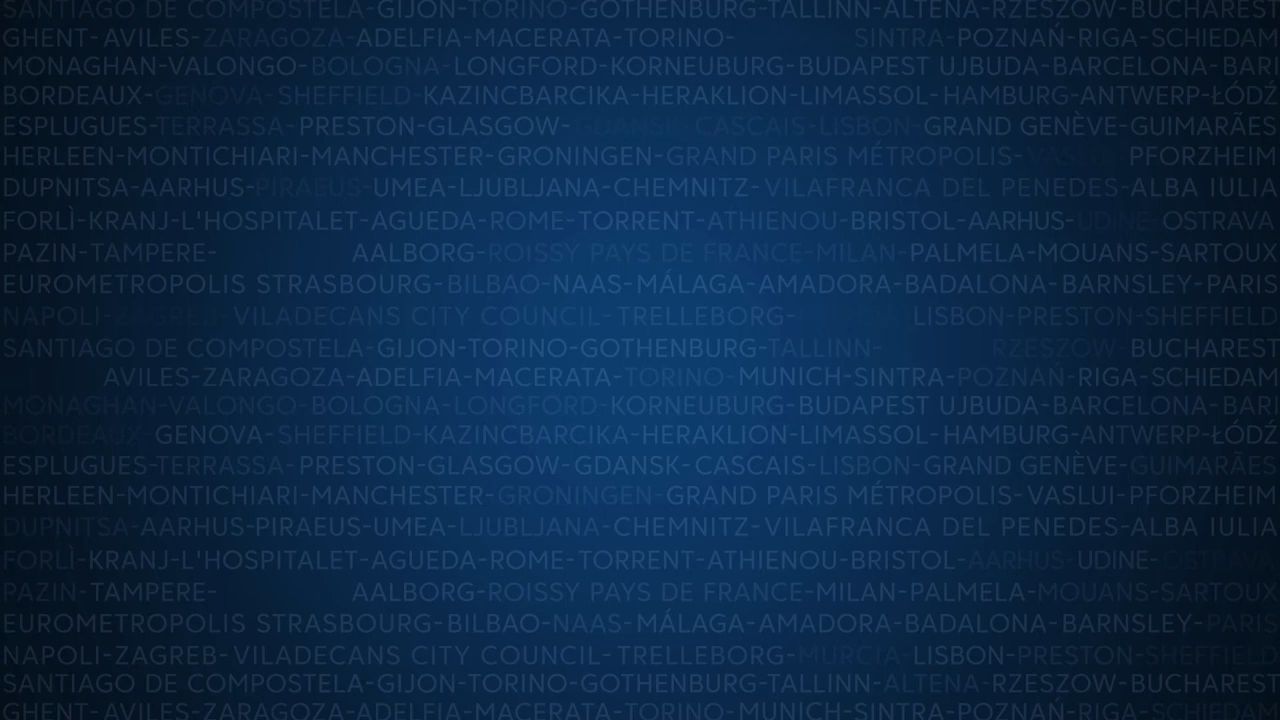 SANTIAGO DE COMPOSTELA-GIJON-TORINO-GOTHENBURG-TALLINN-ALTENA-RZESZOW-BUCHAREST
GHENT-AVILES-ZARAGOZA-ADELFIA-MACERATA-TORINO- SINTRA-POZNAŃ-RIGA-SCHIEDAM
MONAGHAN-VALONGO-BOLOGNA-LONGFORD-KORNEUBURG-BUDAPEST UJBUDA-BARCELONA-BARI
BORDEAUX-GENOVA-SHEFFIELD-KAZINCBARCIKA-HERAKLION-LIMASSOL-HAMBURG-ANTWERP-ŁÓDŹ
ESPLUGUES-TERRASSA-PRESTON-GLASGOW-GDANSK-CASCAIS-LISBON-GRAND GENÈVE-GUIMARÃES
HERLEEN-MONTICHIARI-MANCHESTER-GRONINGEN-GRAND PARIS MÉTROPOLIS-VASLUI-PFORZHEIM
DUPNITSA-AARHUS-PIRAEUS-UMEA-LJUBLJANA-CHEMNITZ-VILAFRANCA DEL PENEDES-ALBA IULIA
FORLÌ-KRANJ-L'HOSPITALET-AGUEDA-ROME-TORRENT-ATHIENOU-BRISTOL-AARHUS-UDINE-OSTRAVA
PAZIN-TAMPERE- AALBORG-ROISSY PAYS DE FRANCE-MILAN-PALMELA-MOUANS-SARTOUX
EUROMETROPOLIS STRASBOURG-BILBAO-NAAS-MÁLAGA-AMADORA-BADALONA-BARNSLEY-PARIS
NAPOLI-ZAGREB-VILADECANS CITY COUNCIL-TRELLEBORG- LISBON-PRESTON-SHEFFIELD
SANTIAGO DE COMPOSTELA-GIJON-TORINO-GOTHENBURG-TALLINN- RZESZOW-BUCHAREST
AVILES-ZARAGOZA-ADELFIA-MACERATA-TORINO-MUNICH-SINTRA-POZNAŃ-RIGA-SCHIEDAM
MONAGHAN-VALONGO-BOLOGNA-LONGFORD-KORNEUBURG-BUDAPEST UJBUDA-BARCELONA-BARI
BORDEAUX-GENOVA-SHEFFIELD-KAZINCBARCIKA-HERAKLION-LIMASSOL-HAMBURG-ANTWERP-ŁÓDŹ
ESPLUGUES-TERRASSA-PRESTON-GLASGOW-GDANSK-CASCAIS-LISBON-GRAND GENÈVE-GUIMARÃES
HERLEEN-MONTICHIARI-MANCHESTER-GRONINGEN-GRAND PARIS MÉTROPOLIS-VASLUI-PFORZHEIM
DUPNITSA-AARHUS-PIRAEUS-UMEA-LJUBLJANA-CHEMNITZ-VILAFRANCA DEL PENEDES-ALBA IULIA
FORLÌ-KRANJ-L'HOSPITALET-AGUEDA-ROME-TORRENT-ATHIENOU-BRISTOL-AARHUS-UDINE-OSTRAVA
PAZIN-TAMPERE- AALBORG-ROISSY PAYS DE FRANCE-MILAN-PALMELA-MOUANS-SARTOUX
EUROMETROPOLIS STRASBOURG-BILBAO-NAAS-MÁLAGA-AMADORA-BADALONA-BARNSLEY-PARIS
NAPOLI-ZAGREB-VILADECANS CITY COUNCIL-TRELLEBORG-MURCIA-LISBON-PRESTON-SHEFFIELD
SANTIAGO DE COMPOSTELA-GIJON-TORINO-GOTHENBURG-TALLINN-ALTENA-RZESZOW-BUCHAREST
GHENT-AVILES-ZARAGOZA-ADELFIA-MACERATA-TORINO-MUNICH-SINTRA-POZNAŃ-RIGA-SCHIEDAM